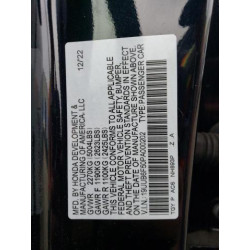 MFD. BY HONDA DEVELOPMENT &
MANUFACTURING OF AMERICA, LLC
12/22
GVWR 2270KG (5004LBS)
GAWR F 1190KG (2623LBS)
GAWR R 1100KG (2425LBS)
THIS VEHICLE CONFORMS TO ALL APPLICABLE
FEDERAL MOTOR VEHICLE SAFETY, BUMPER,
AND THEFT PREVENTION STANDARDS IN EFFECT
ON THE DATE OF MANUFACTURE SHOWN ABOVE.
V.I.N. TYPE PASSENGER CAR